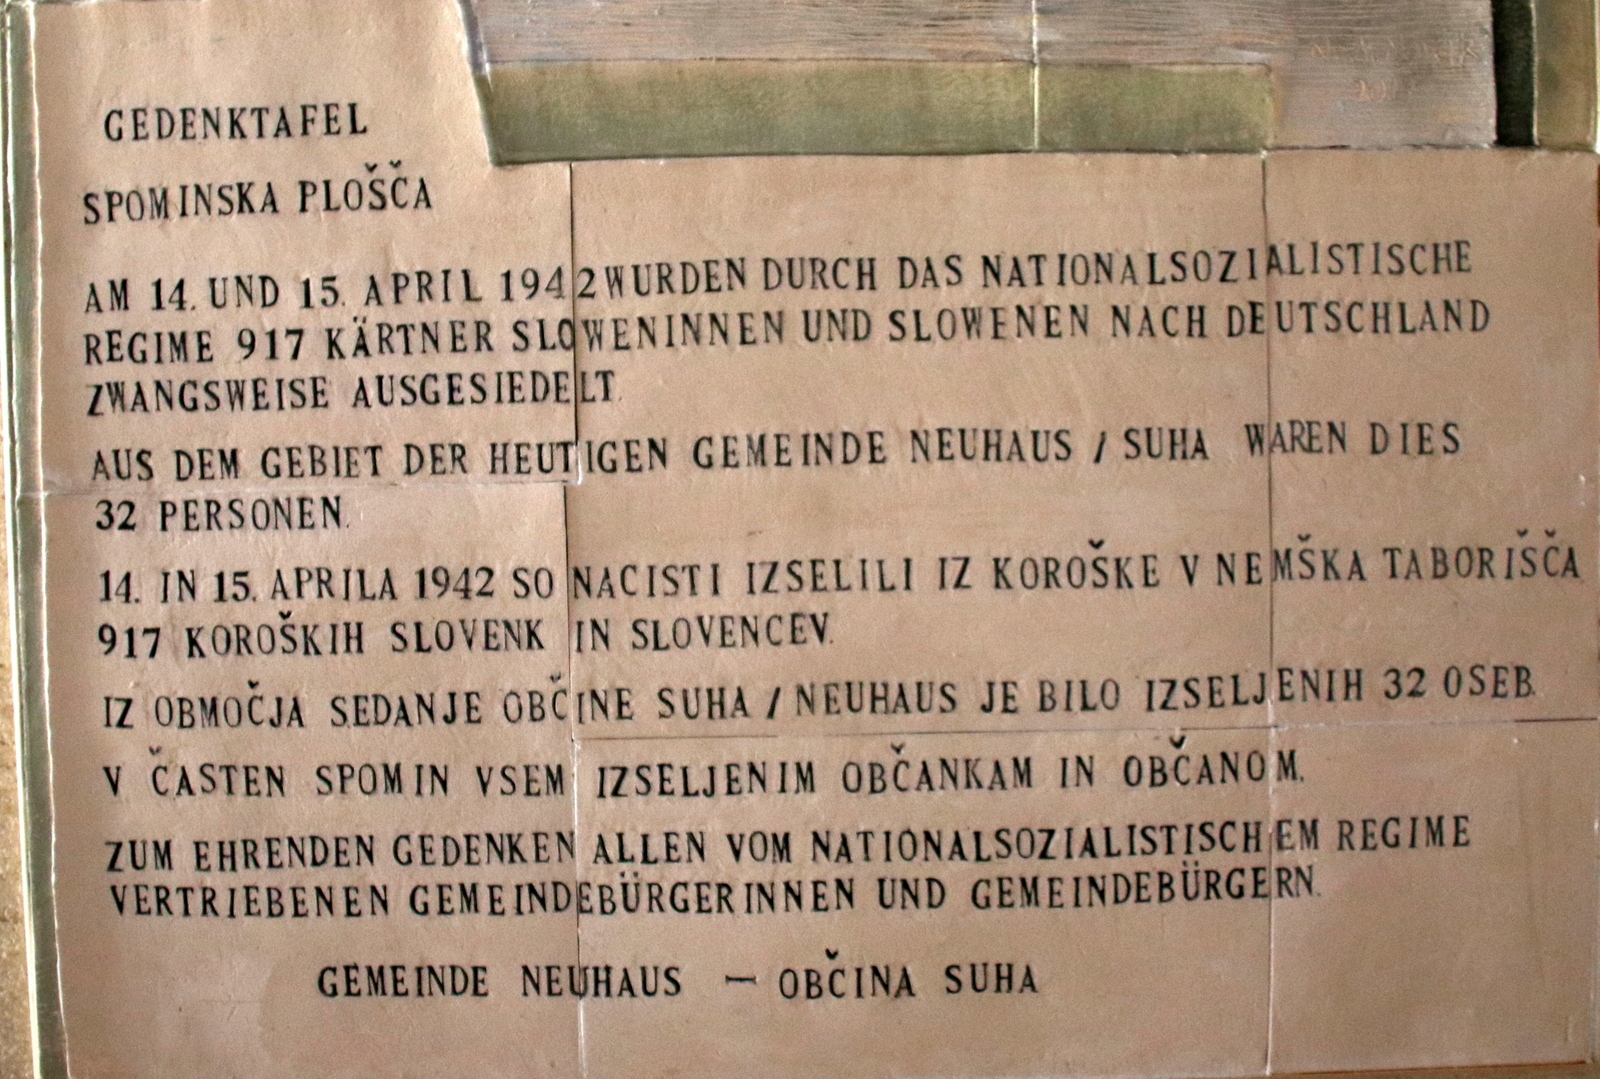 GEDENKTAFEL
SPOMINSKA PLOŠČA
AM 14. UND 15. APRIL 1942 WURDEN DURCH DAS NATIONALSOZIALISTISCHE
REGIME 917 KÄRTNER SLOWENINNEN UND SLOWENEN NACH DEUTSCHLAND
ZWANGSWEISE AUSGESIEDELT.
AUS DEM GEBIET DER HEUTIGEN GEMEINDE NEUHAUS / SUHA WAREN DIES
32 PERSONEN.
14. IN 15. APRILA 1942 SO NACISTI IZSELILI IZ KOROŠKE V NEMŠKA TABORIŠČA
917 KOROŠKIH SLOVENK IN SLOVENCEV.
IZ OBMOČJA SEDANJE OBČINE SUHA / NEUHAUS JE BILO IZSELJENIH 32 OSEB.
V ČASTEN SPOMIN VSEM IZSELJENIM OBČANKAM IN OBČANOM.
ZUM EHRENDEN GEDENKEN ALLEN VOM NATIONALSOZIALISTISCHEM REGIME
VERTRIEBENEN GEMEINDEBÜRGERINNEN UND GEMEINDEBÜRGERN.
GEMEINDE NEUHAUS — OBČINA SUHA